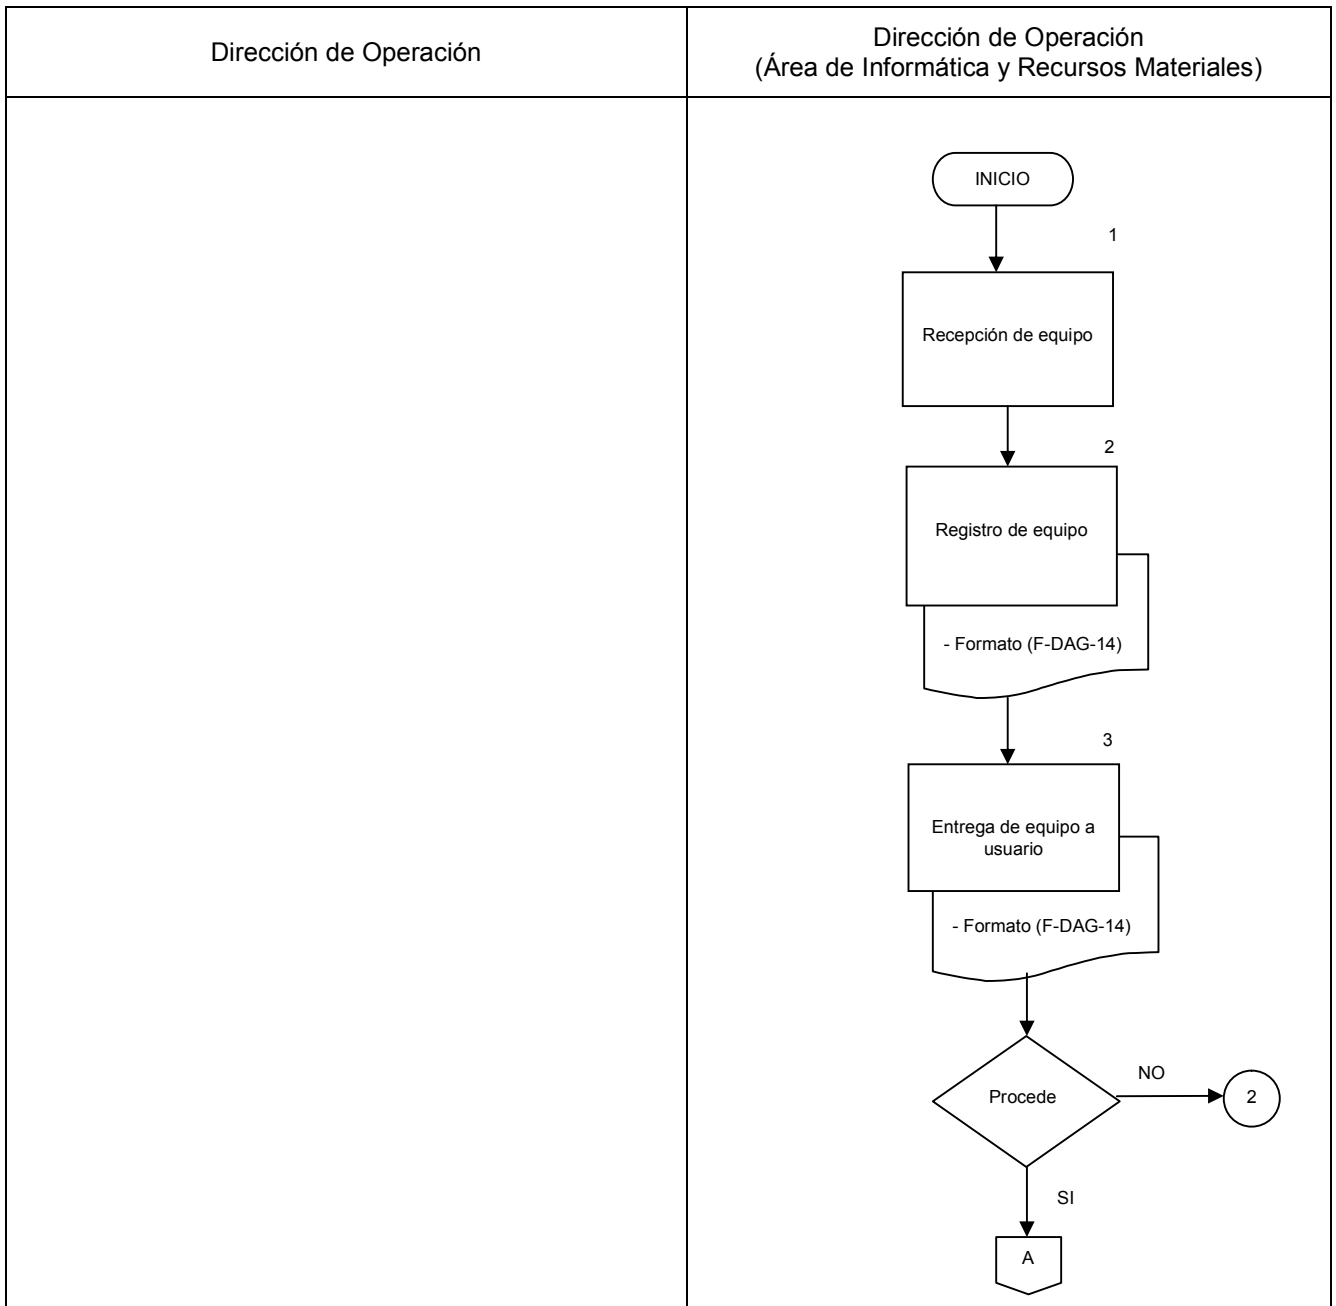 Dirección de Operación
Dirección de Operación
(Área de Informática y Recursos Materiales)
INICIO
1
Recepción de equipo
2
Registro de equipo
- Formato (F-DAG-14)
3
Entrega de equipo a
usuario
- Formato (F-DAG-14)
Procede
NO
2
SI
A